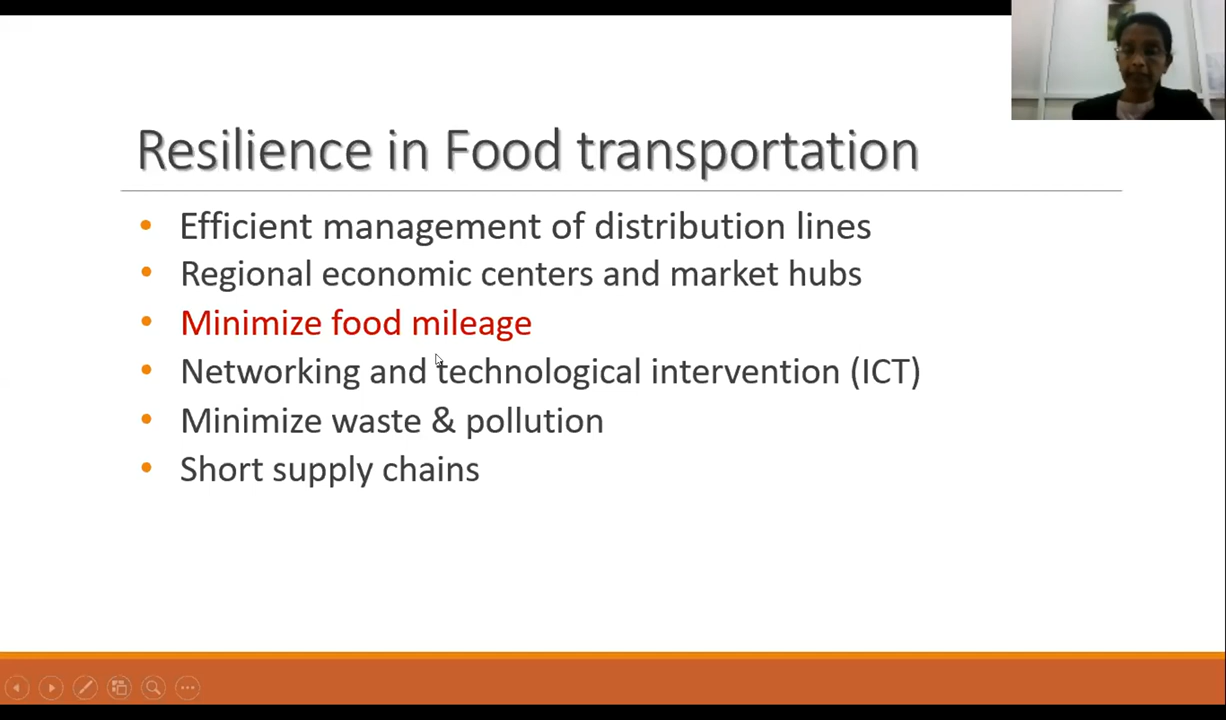 Resilience in Food transportation
• Efficient management of distribution lines
• Regional economic centers and market hubs
• Minimize food mileage
• Networking and technological intervention (ICT)
• Minimize waste & pollution
• Short supply chains